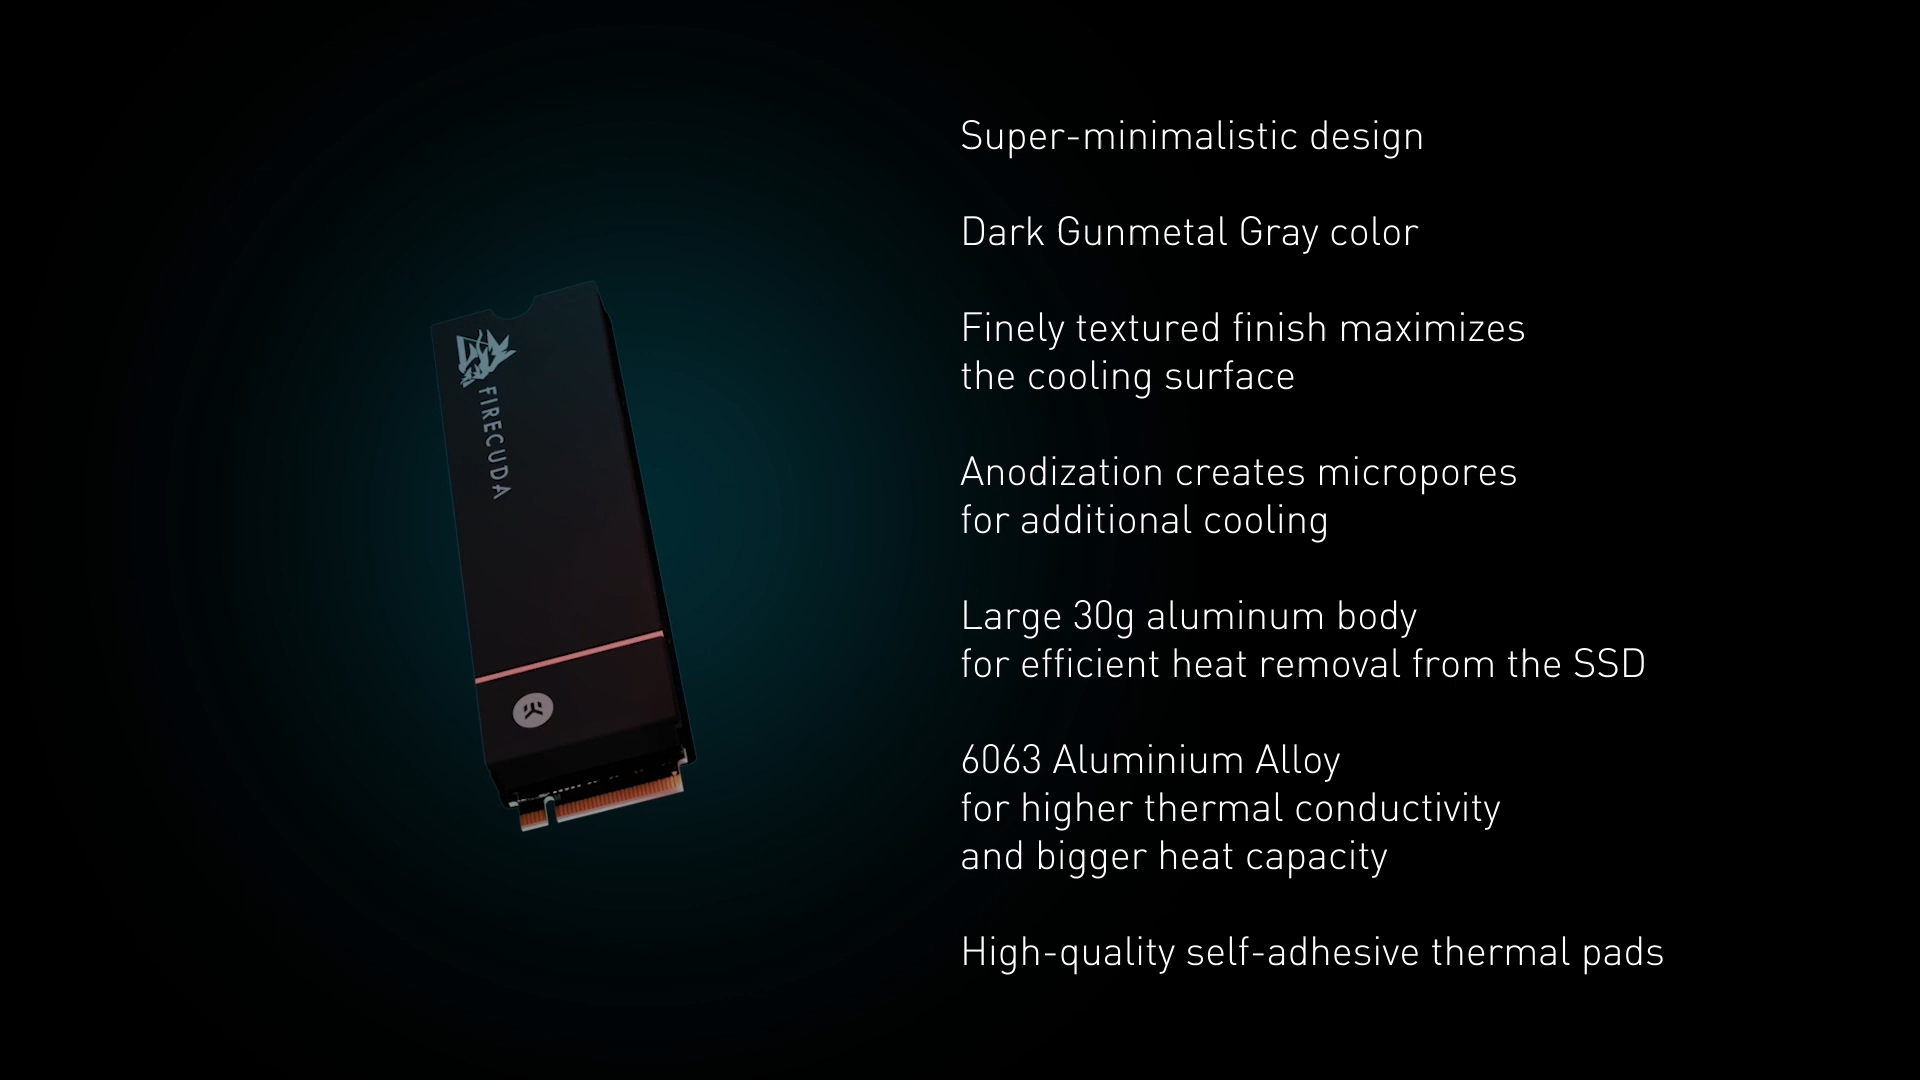 FIRECUDA
Super-minimalistic design
Dark Gunmetal Gray color
Finely textured finish maximizes
the cooling surface
Anodization creates micropores
for additional cooling
Large 30g aluminum body
for efficient heat removal from the SSD
6063 Aluminium Alloy
for higher thermal conductivity
and bigger heat capacity
High-quality self-adhesive thermal pads